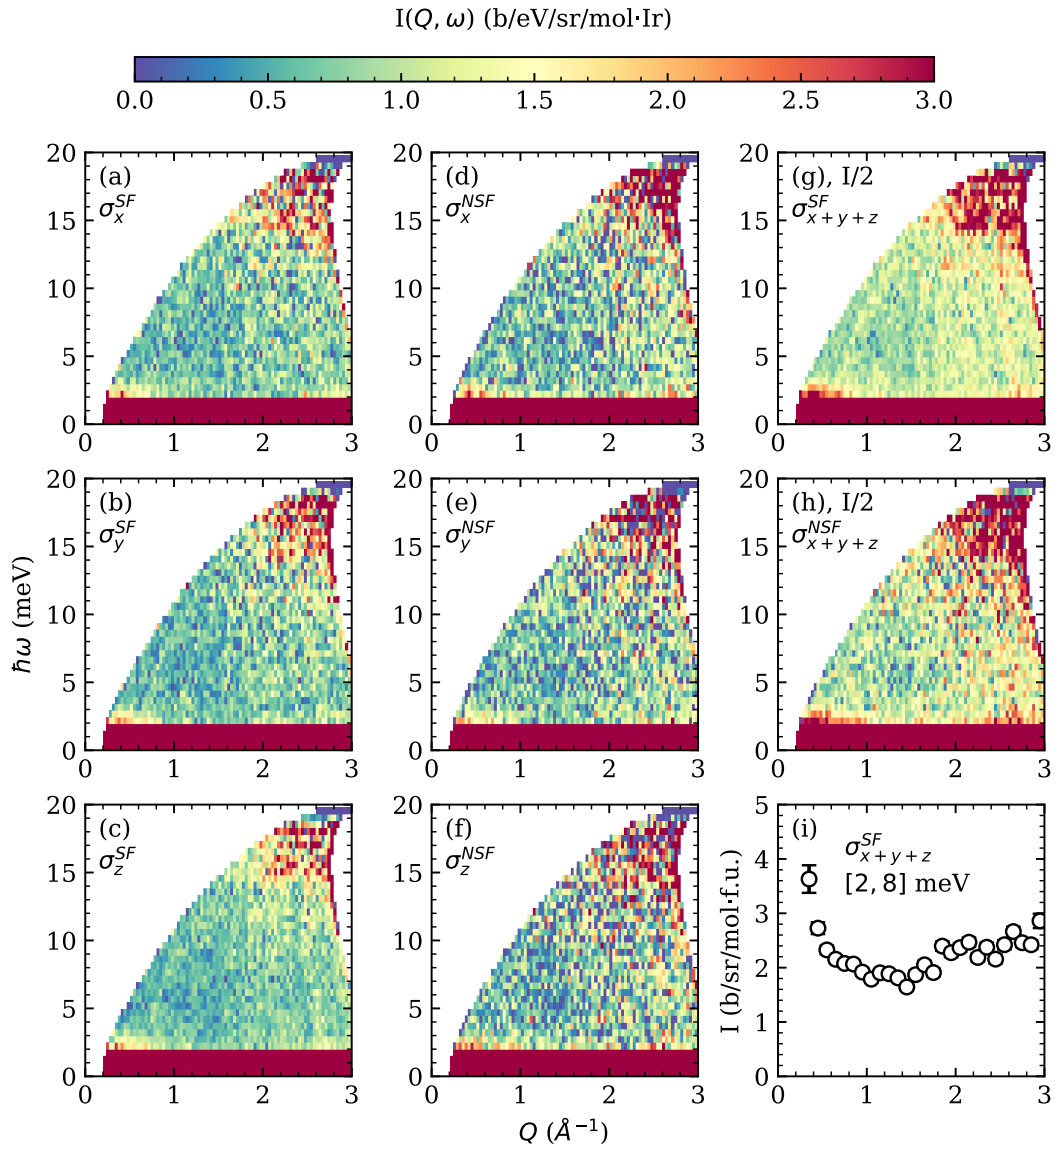 I(Q, ω) (b/eV/sr/mol·Ir)
0.0 0.5 1.0 1.5 2.0 2.5 3.0
(a)
σ_x^{SF}
20
15
10
5
0
0 1 2 3
(d)
σ_x^{NSF}
20
15
10
5
0
0 1 2 3
(g), I/2
σ_{x+y+z}^{SF}
20
15
10
5
0
0 1 2 3
(b)
σ_y^{SF}
20
15
10
5
0
0 1 2 3
ħω (meV)
(e)
σ_y^{NSF}
20
15
10
5
0
0 1 2 3
(h), I/2
σ_{x+y+z}^{NSF}
20
15
10
5
0
0 1 2 3
(c)
σ_z^{SF}
20
15
10
5
0
0 1 2 3
(f)
σ_z^{NSF}
20
15
10
5
0
0 1 2 3
Q (Å^{-1})
(i)
σ_{x+y+z}^{SF}
[2, 8] meV
I (b/sr/mol·f.u.)
5
4
3
2
1
0
0 1 2 3